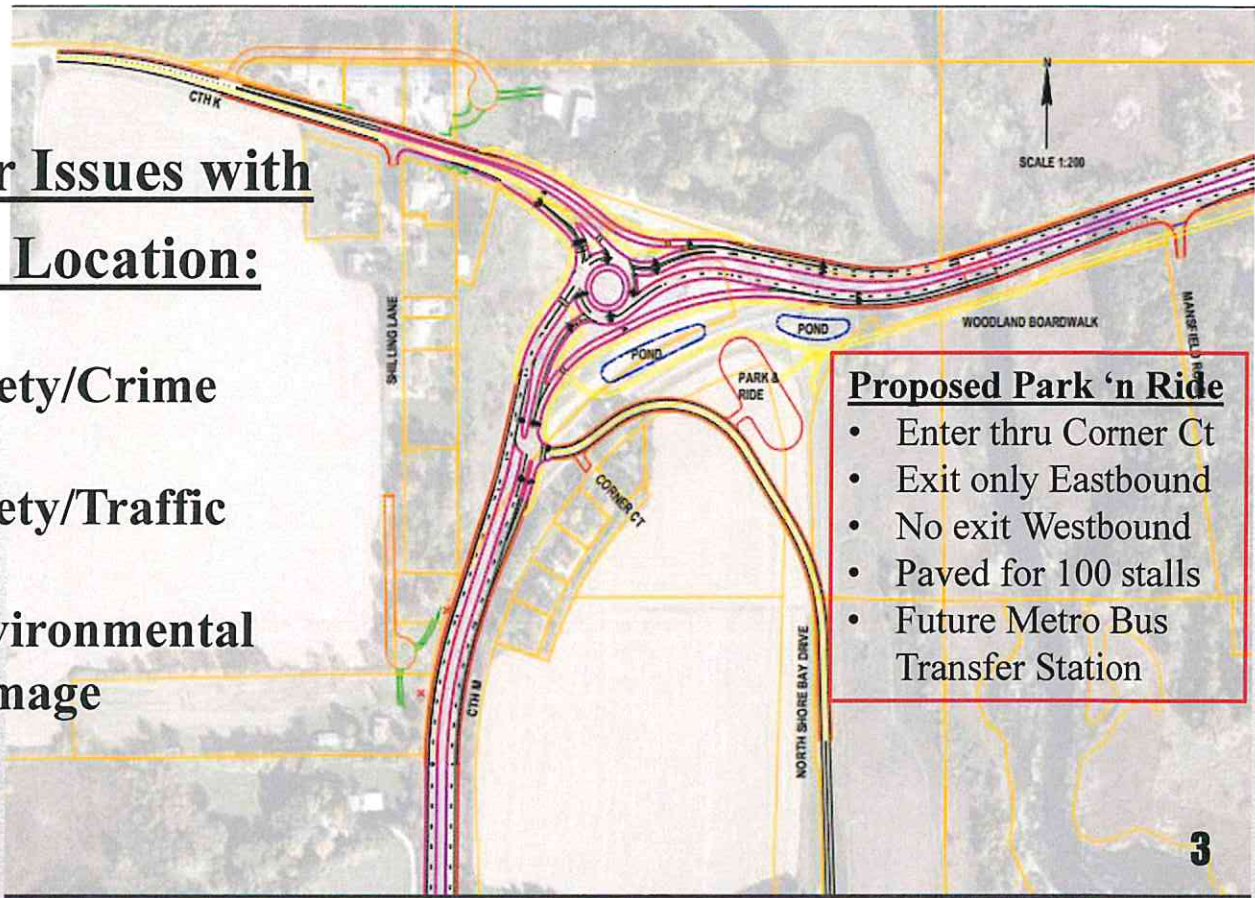 r Issues with
Location:
ety/Crime
ety/Traffic
vironmental
mage
CTH K
N
SCALE 1:200
SHILLING LANE
POND
POND
WOODLAND BOARDWALK
PARK &
RIDE
CORNER CT
CTH M
NORTH SHORE BAY DRIVE
Proposed Park ‘n Ride
• Enter thru Corner Ct
• Exit only Eastbound
• No exit Westbound
• Paved for 100 stalls
• Future Metro Bus
Transfer Station
3